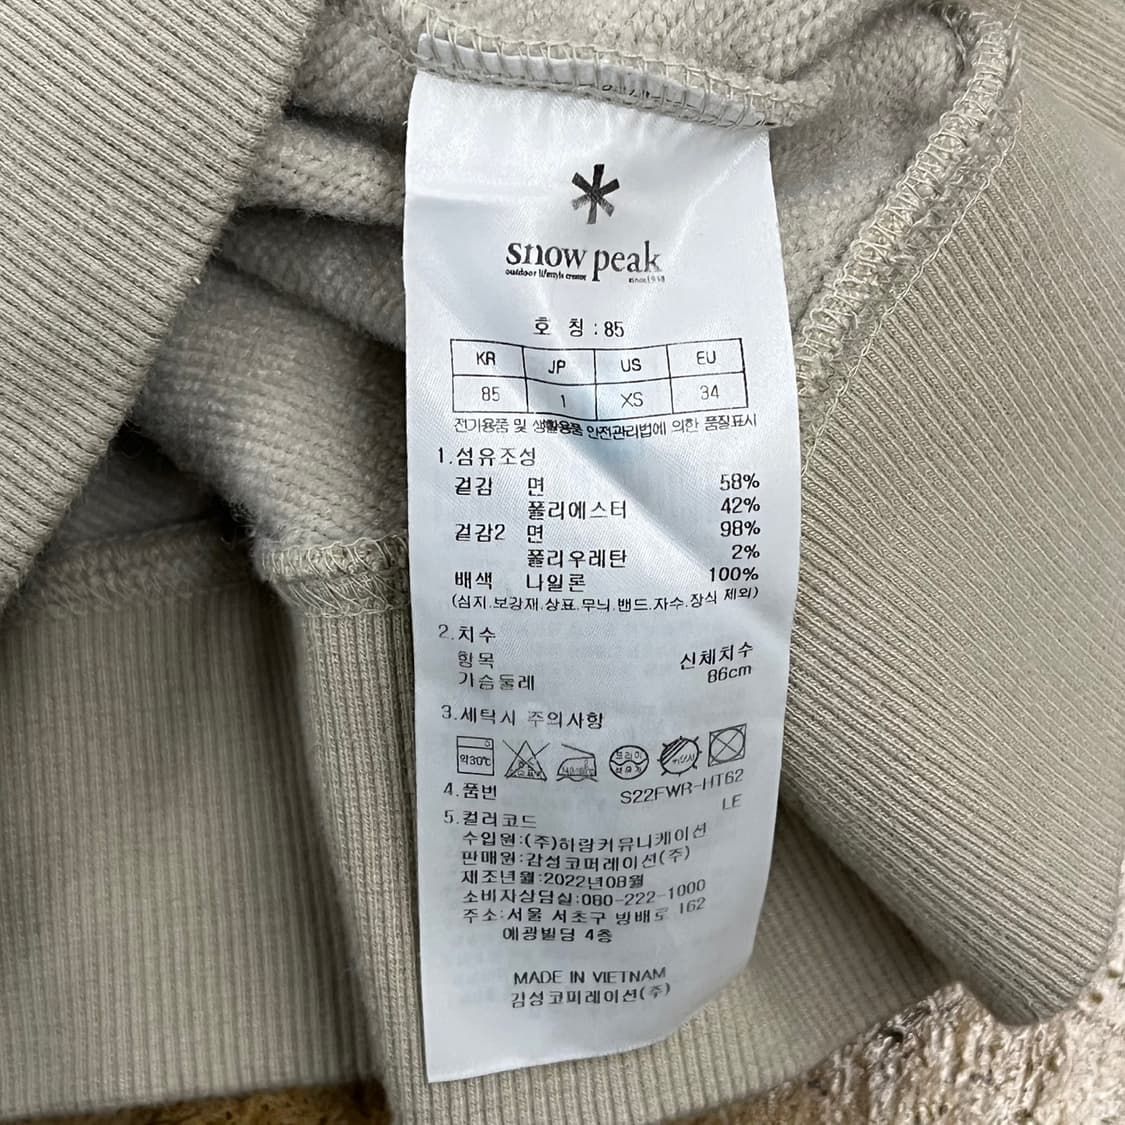 snow peak
outdoor lifestyle creator since1958
호 칭 : 85
KR JP US EU
85 1 XS 34
전기용품 및 생활용품 안전관리법에 의한 품질표시
1.섬유조성
겉감 면 58%
폴리에스터 42%
겉감2 면 98%
폴리우레탄 2%
배색 나일론 100%
(심지.보강재.상표.무늬.밴드.자수.장식 제외)
2.치수
항목 신체치수
가슴둘레 86cm
3.세탁시 주의사항
약30℃
4.품번 S22FWR-HT62
5.컬러코드 LE
수입원:(주)하랑커뮤니케이션
판매원:감성코퍼레이션(주)
제조년월:2022년08월
소비자상담실:080-222-1000
주소:서울 서초구 방배로 162
예광빌딩 4층
MADE IN VIETNAM
감성코퍼레이션(주)